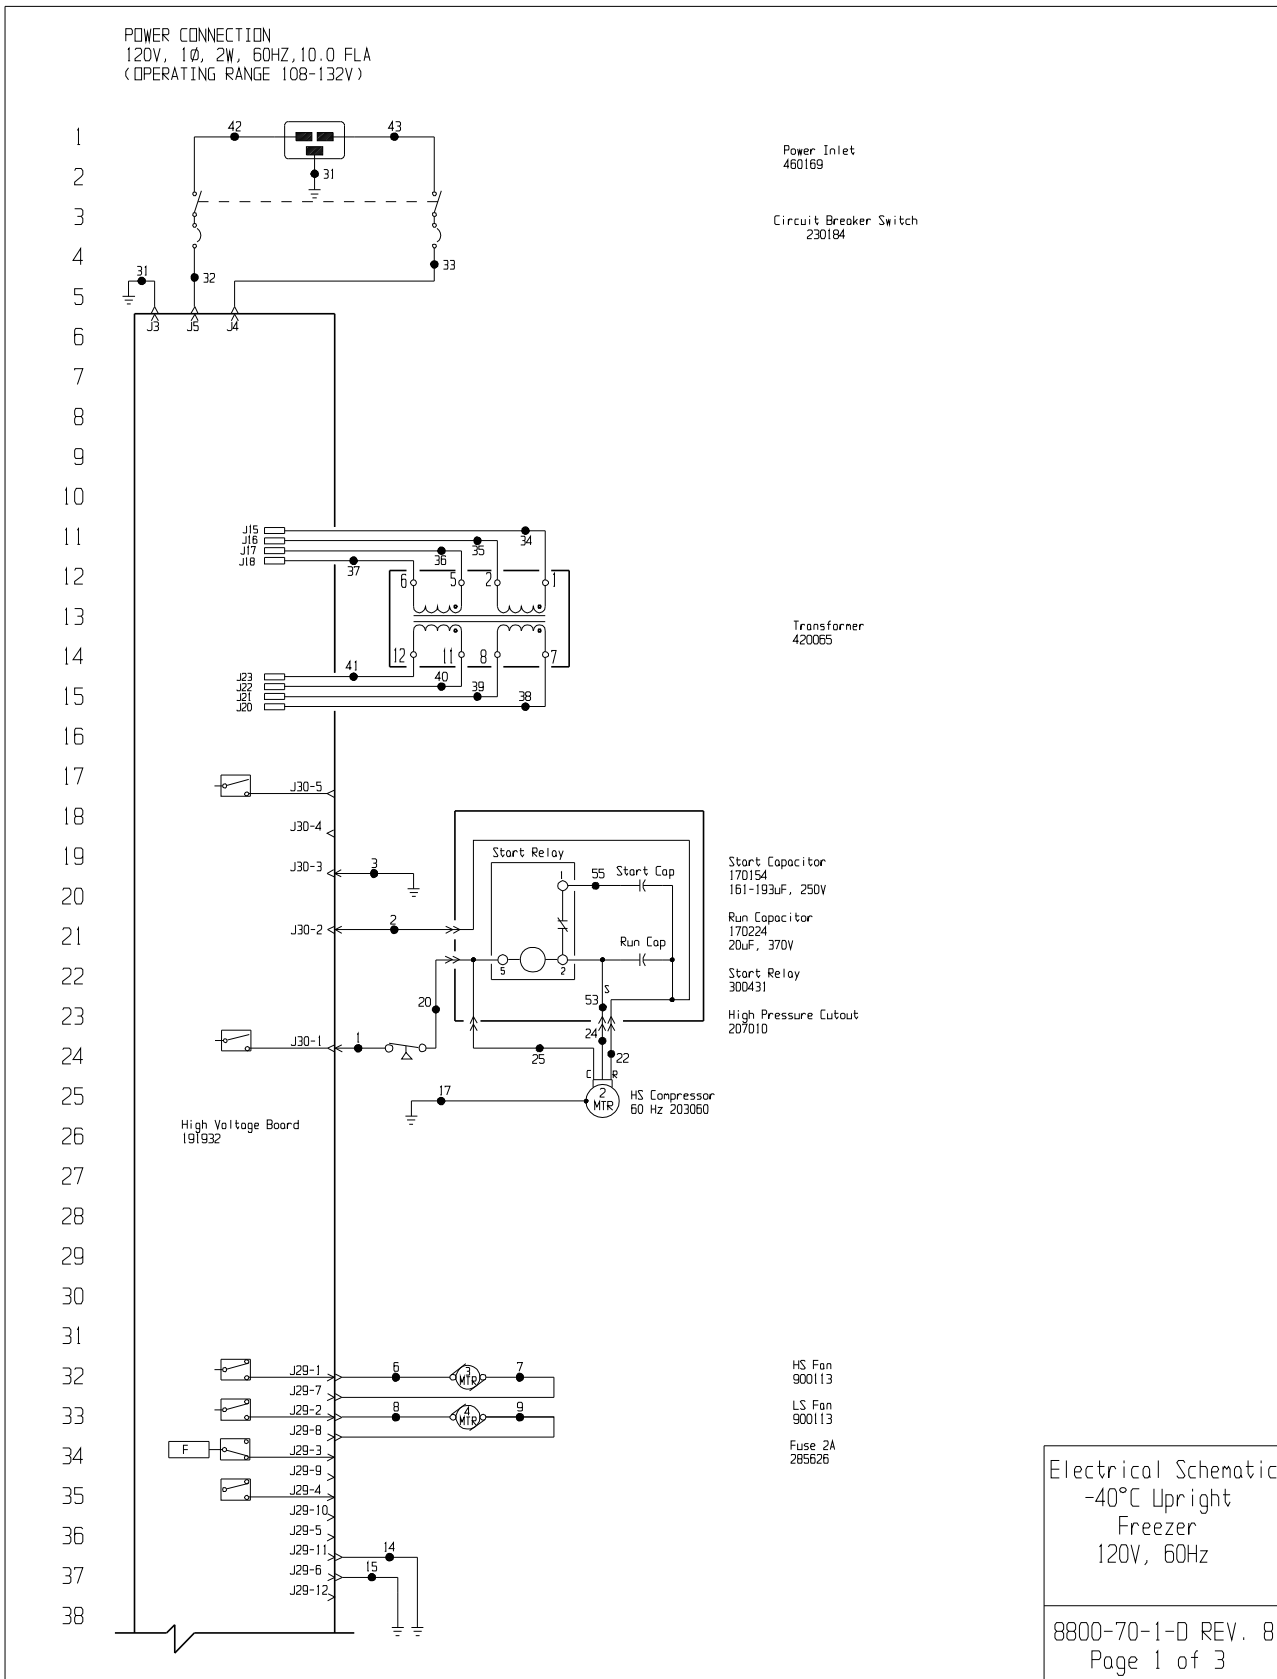 POWER CONNECTION
120V, 1Ø, 2W, 60HZ,10.0 FLA
(OPERATING RANGE 108-132V)
1
42
43
Power Inlet
460169
2
31
3
Circuit Breaker Switch
230184
4
31
32
33
5
J3
J5
J4
6
7
8
9
10
11
J15
J16
J17
J18
34
35
36
37
12
6
5
2
1
13
Transformer
420065
14
12
11
8
7
J23
J22
J21
J20
41
40
39
38
15
16
17
J30-5
18
J30-4
19
J30-3
3
Start Relay
1
55
Start Cap
Start Capacitor
170154
161-193uF, 250V
20
21
J30-2
2
Run Cap
Run Capacitor
170224
20uF, 370V
22
5
2
Start Relay
300431
20
53
S
23
High Pressure Cutout
207010
24
J30-1
1
24
25
22
C
R
25
17
2
MTR
HS Compressor
60 Hz 203060
26
High Voltage Board
191932
27
28
29
30
31
32
J29-1
6
3
MTR
7
HS Fan
900113
J29-7
33
J29-2
8
4
MTR
9
LS Fan
900113
J29-8
34
F
J29-3
Fuse 2A
285626
J29-9
35
J29-4
J29-10
36
J29-5
J29-11
14
37
J29-6
15
J29-12
38
Electrical Schematic
-40°C Upright
Freezer
120V, 60Hz
8800-70-1-D REV. 8
Page 1 of 3